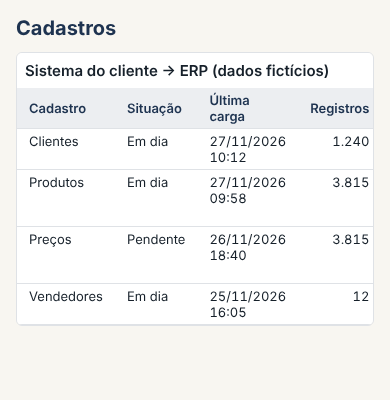 Cadastros
Sistema do cliente → ERP (dados fictícios)
Cadastro Situação Última carga Registros
Clientes Em dia 27/11/2026 10:12 1.240
Produtos Em dia 27/11/2026 09:58 3.815
Preços Pendente 26/11/2026 18:40 3.815
Vendedores Em dia 25/11/2026 16:05 12